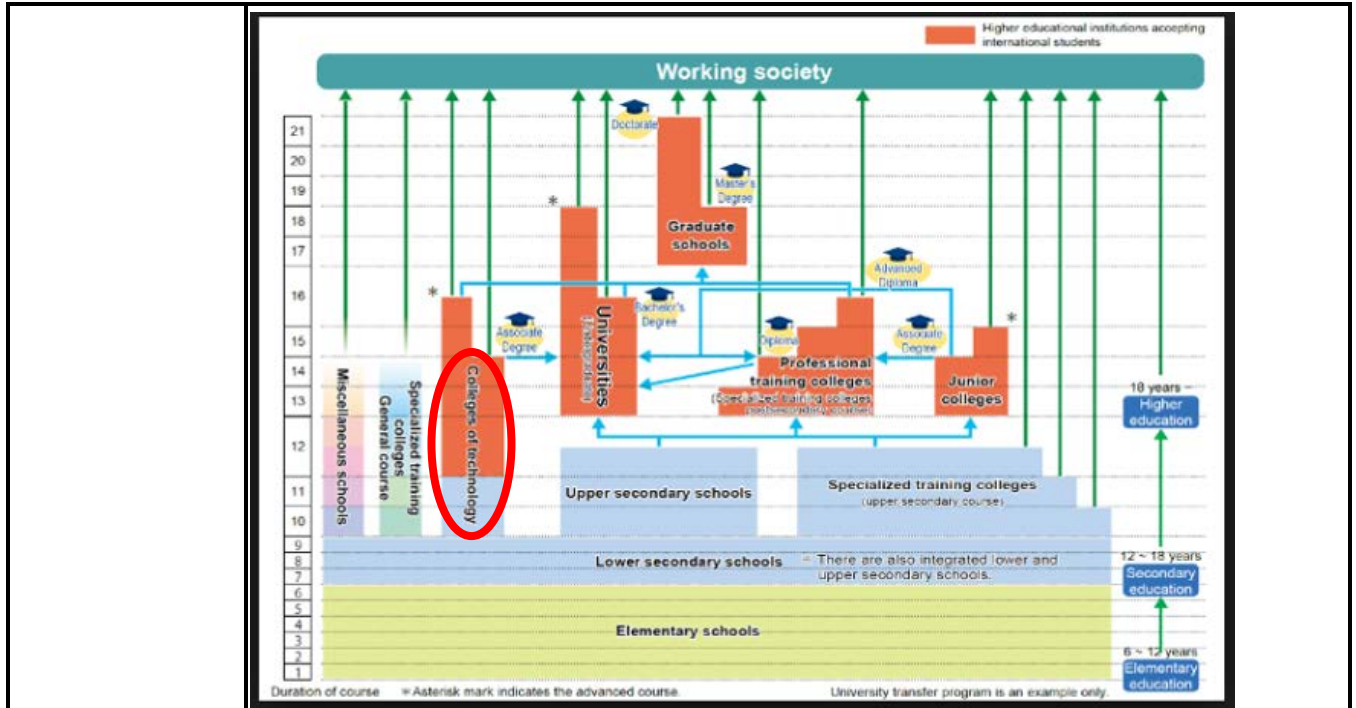 Higher educational institutions accepting
international students
Working society
21
20
19
18
17
16
15
14
13
12
11
10
9
8
7
6
5
4
3
2
1
Doctorate
Master's
Degree
Graduate
schools
*
*
*
Advanced
Diploma
Associate
Degree
Universities
Bachelor's
Degree
Diploma
Associate
Degree
Professional
training colleges
(Specialized training colleges
postsecondary course)
Junior
colleges
Miscellaneous schools
Specialized training
colleges
General course
Colleges of technology
18 years ~
Higher
education
Upper secondary schools
Specialized training colleges
(upper secondary course)
Lower secondary schools
* There are also integrated lower and
upper secondary schools.
12 ~ 18 years
Secondary
education
Elementary schools
6 ~ 12 years
Elementary
education
Duration of course
* Asterisk mark indicates the advanced course.
University transfer program is an example only.